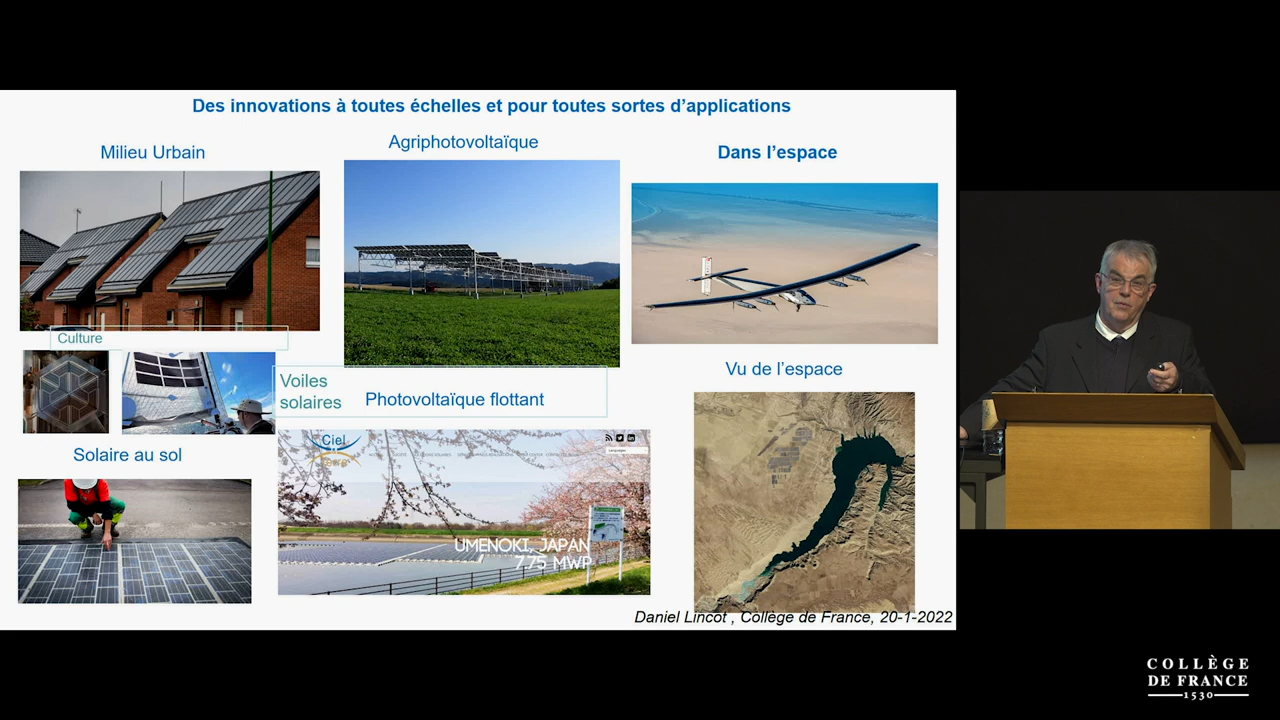 Des innovations à toutes échelles et pour toutes sortes d'applications
Milieu Urbain
Agriphotovoltaïque
Dans l'espace
Culture
Voiles
solaires
Photovoltaïque flottant
Vu de l'espace
Solaire au sol
Ciel
Languages
UMENOKI, JAPAN
7.75 MWP
Daniel Lincot , Collège de France, 20-1-2022
COLLÈGE
DE FRANCE
1530